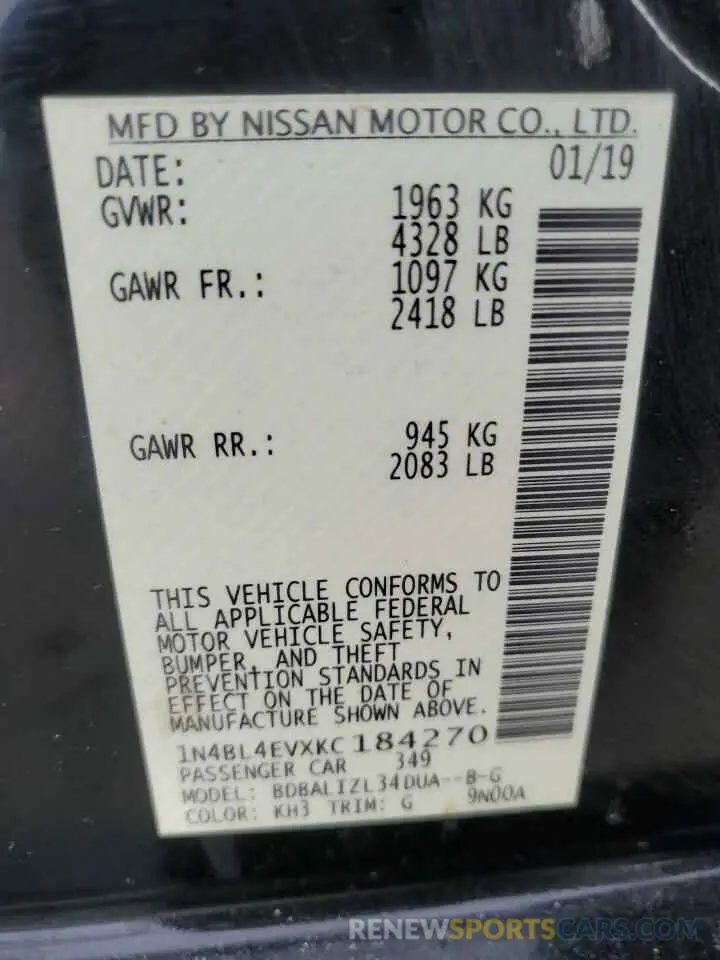 MFD BY NISSAN MOTOR CO., LTD.
DATE: 01/19
GVWR: 1963 KG
4328 LB
GAWR FR.: 1097 KG
2418 LB
GAWR RR.: 945 KG
2083 LB
THIS VEHICLE CONFORMS TO
ALL APPLICABLE FEDERAL
MOTOR VEHICLE SAFETY,
BUMPER, AND THEFT
PREVENTION STANDARDS IN
EFFECT ON THE DATE OF
MANUFACTURE SHOWN ABOVE.
1N4BL4EVXKC184270
PASSENGER CAR 349
MODEL: BDBALIZL34DUA--B-G
COLOR: KH3 TRIM: G 9N00A
RENEWSPORTSCARS.COM